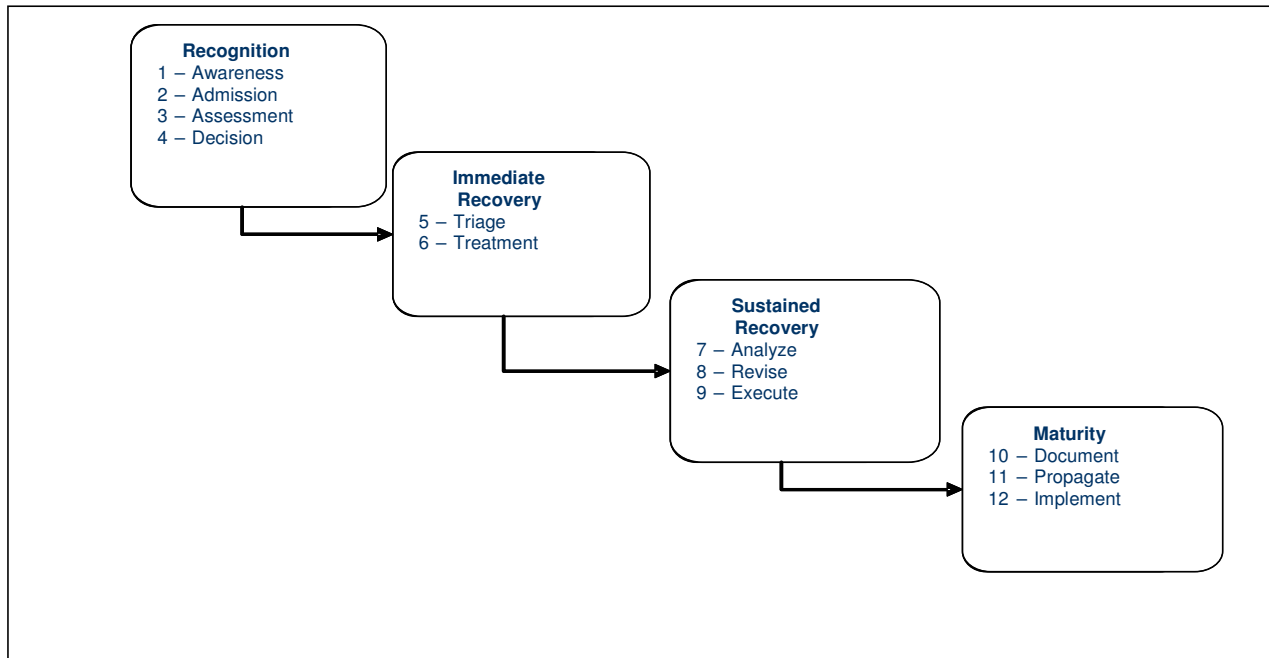 Recognition
1 – Awareness
2 – Admission
3 – Assessment
4 – Decision
Immediate
Recovery
5 – Triage
6 – Treatment
Sustained
Recovery
7 – Analyze
8 – Revise
9 – Execute
Maturity
10 – Document
11 – Propagate
12 – Implement